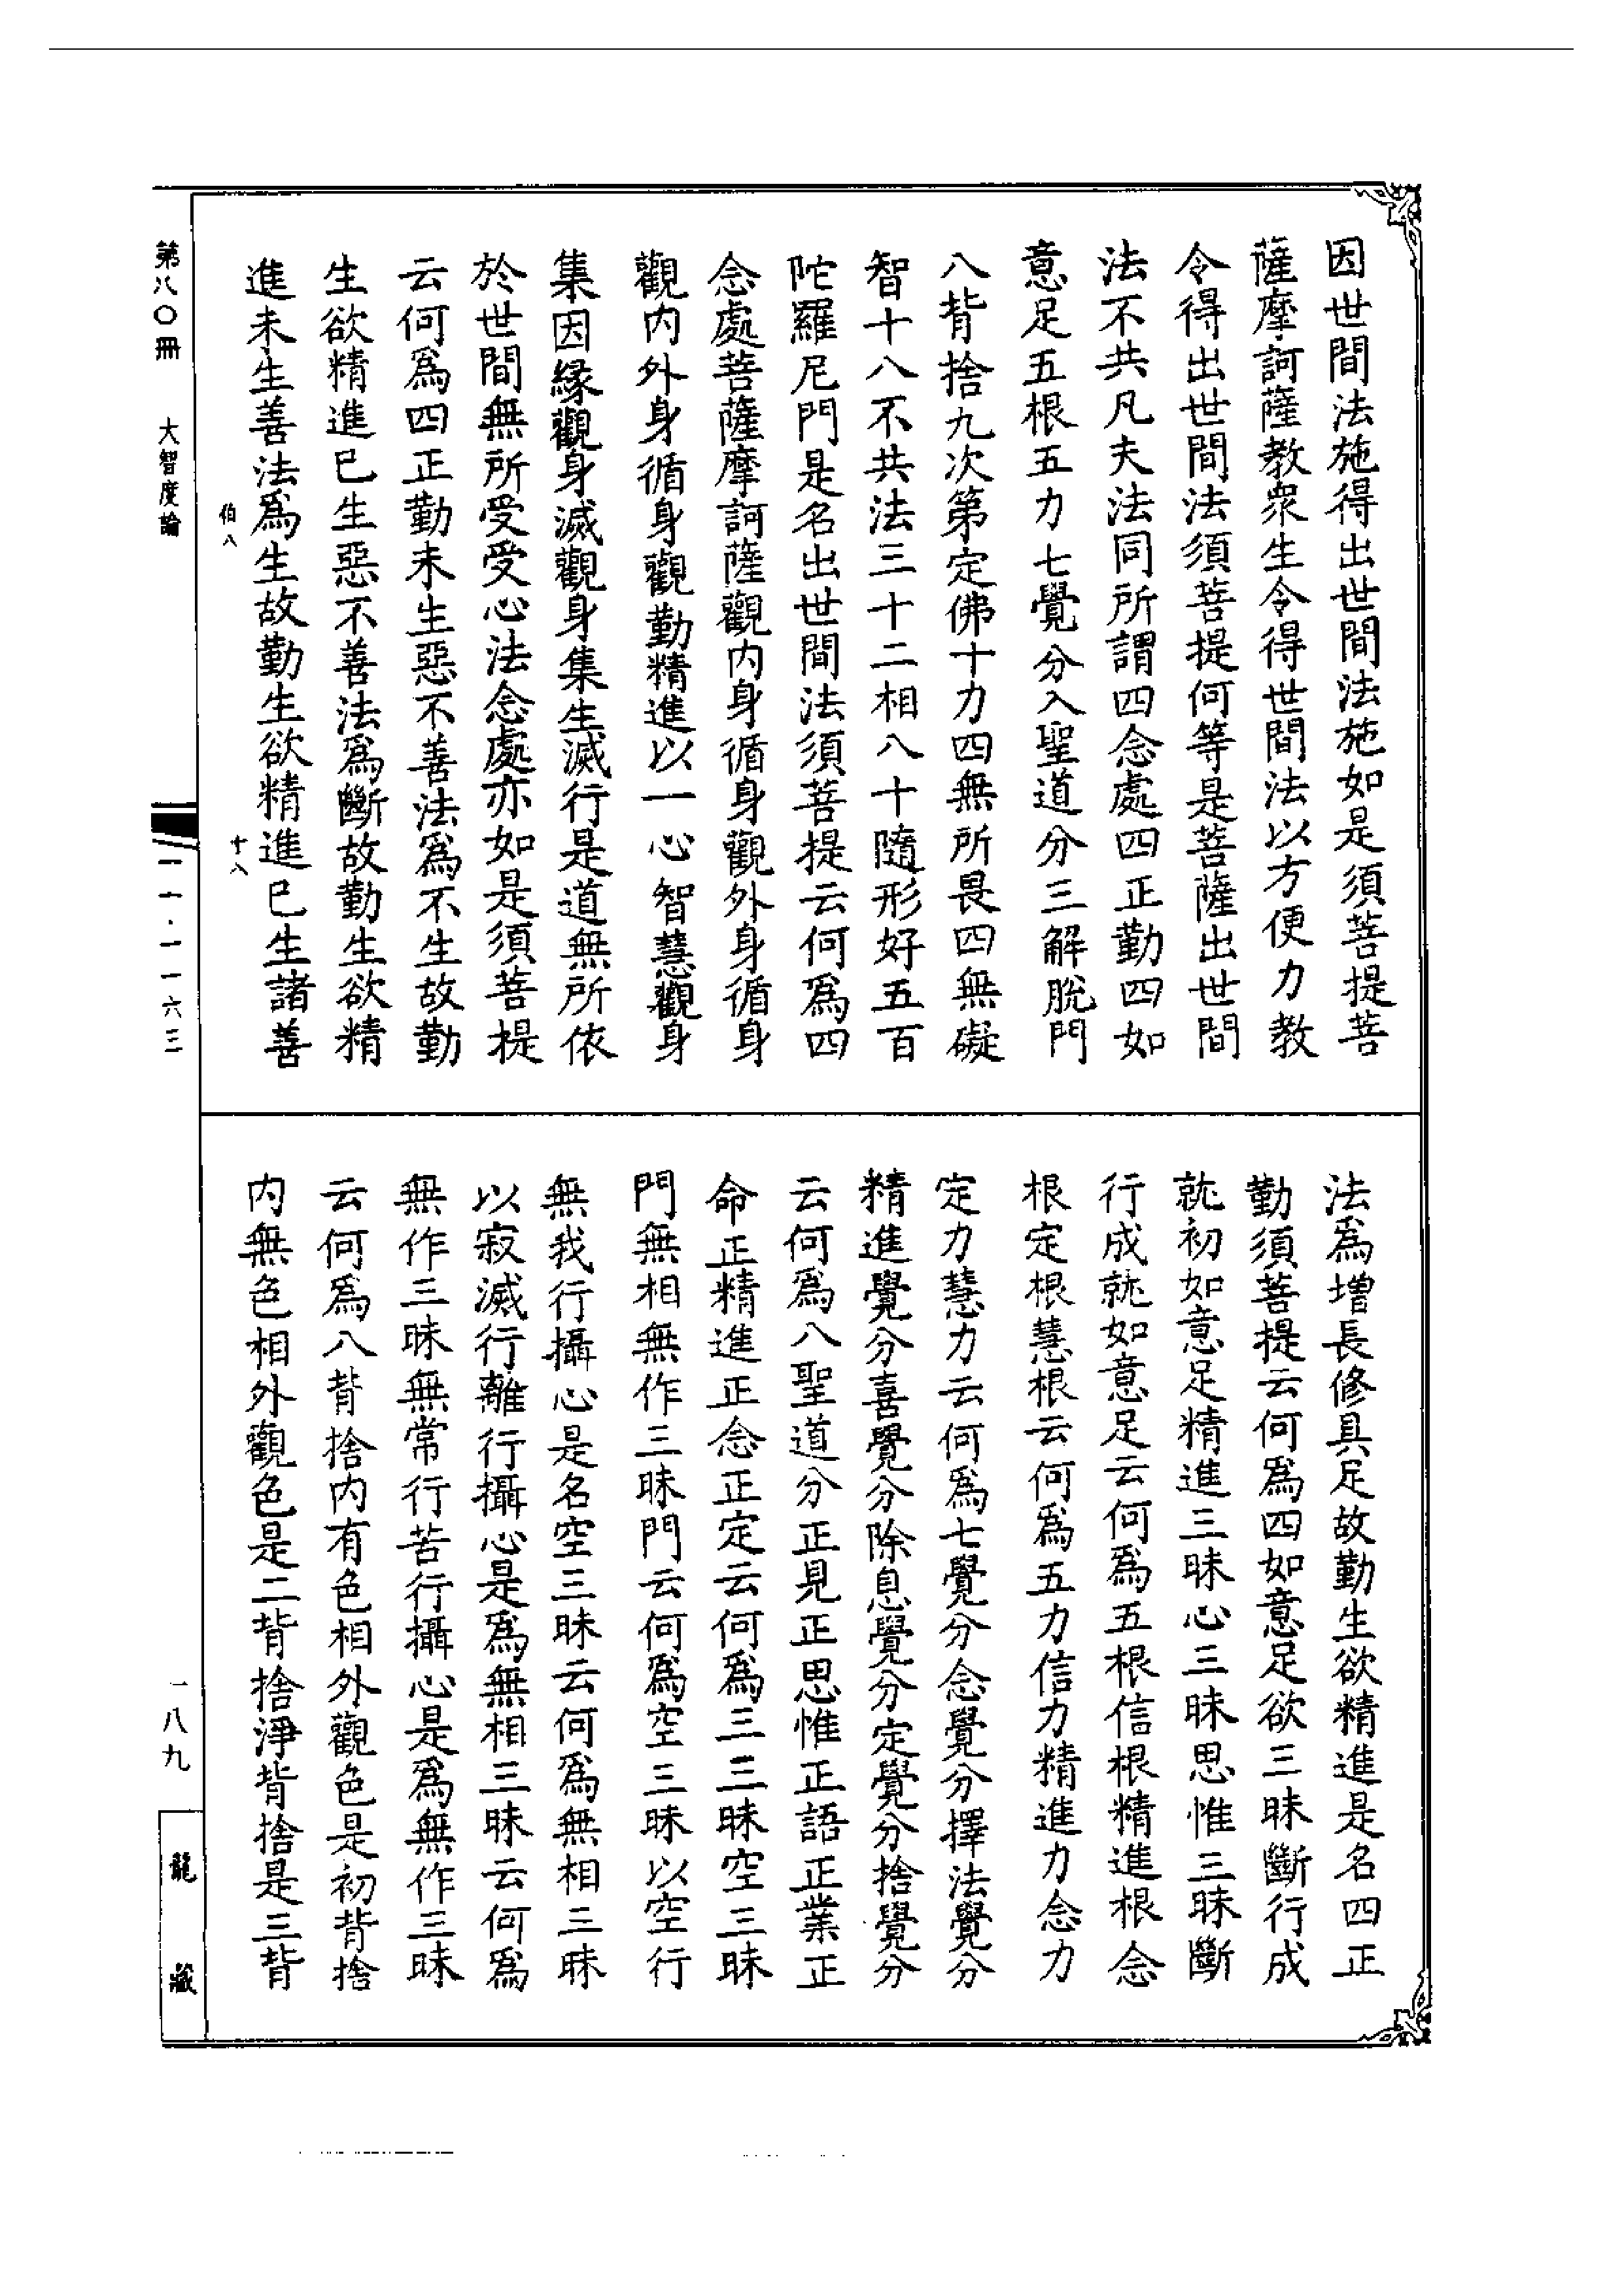 因世間法施得出世間法施如是須菩提菩
薩摩訶薩教衆生令得世間法以方便力教
令得出世間法須菩提何等是菩薩出世間
法不共凡夫法同所謂四念處四正勤四如
意足五根五力七覺分入聖道分三解脫門
八背捨九次第定佛十力四無所畏四無礙
智十八不共法三十二相八十隨形好五百
陀羅尼門是名出世間法須菩提云何爲四
念處菩薩摩訶薩觀内身循身觀外身循身
觀内外身循身觀勤精進以一心智慧觀身
集因緣觀身滅觀身集生滅行是道無所依
於世間無所受受心法念處亦如是須菩提
云何爲四正勤未生惡不善法爲不生故勤
生欲精進已生惡不善法爲斷故勤生欲精
進未生善法爲生故勤生欲精進已生諸善
法爲增長修具足故勤生欲精進是名四正
勤須菩提云何爲四如意足欲三昧斷行成
就初如意足精進三昧心三昧思惟三昧斷
行成就如意足云何爲五根信根精進根念
根定根慧根云何爲五力信力精進力念力
定力慧力云何爲七覺分念覺分擇法覺分
精進覺分喜覺分除息覺分定覺分捨覺分
云何爲八聖道分正見正思惟正語正業正
命正精進正念正定云何爲三三昧空三昧
門無相無作三昧門云何爲空三昧以空行
無我行攝心是名空三昧云何爲無相三昧
以寂滅行離行攝心是爲無相三昧云何爲
無作三昧無常行苦行攝心是爲無作三昧
云何爲八背捨内有色相外觀色是初背捨
内無色相外觀色是二背捨淨背捨是三背
伯八
十八
第八〇冊
大智度論
一一·一一六三
一八九
龍藏